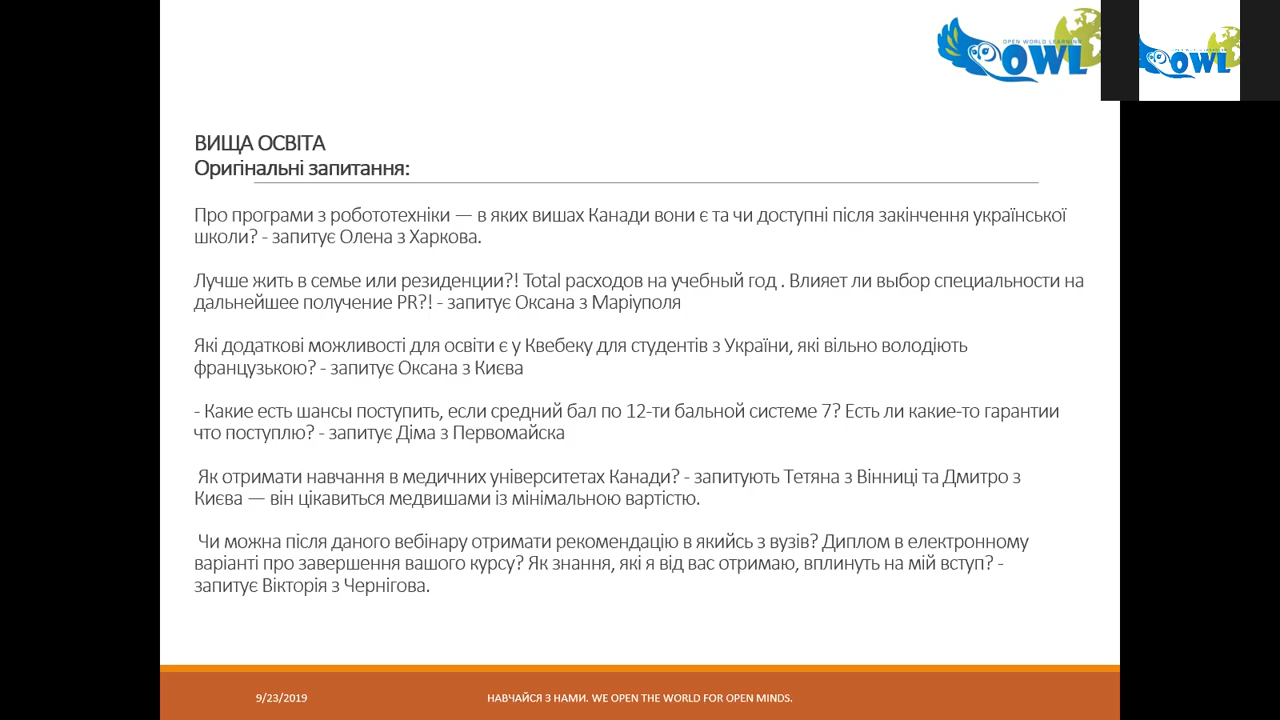 OPEN WORLD LEARNING
OWL
OWL
ВИЩА ОСВІТА
Оригінальні запитання:
Про програми з робототехніки — в яких вишах Канади вони є та чи доступні після закінчення української
школи? - запитує Олена з Харкова.
Лучше жить в семье или резиденции?! Total расходов на учебный год . Влияет ли выбор специальности на
дальнейшее получение PR?! - запитує Оксана з Маріуполя
Які додаткові можливості для освіти є у Квебеку для студентів з України, які вільно володіють
французькою? - запитує Оксана з Києва
- Какие есть шансы поступить, если средний бал по 12-ти бальной системе 7? Есть ли какие-то гарантии
что поступлю? - запитує Діма з Первомайска
Як отримати навчання в медичних університетах Канади? - запитують Тетяна з Вінниці та Дмитро з
Києва — він цікавиться медвишами із мінімальною вартістю.
Чи можна після даного вебінару отримати рекомендацію в якийсь з вузів? Диплом в електронному
варіанті про завершення вашого курсу? Як знання, які я від вас отримаю, вплинуть на мій вступ? -
запитує Вікторія з Чернігова.
9/23/2019
НАВЧАЙСЯ З НАМИ. WE OPEN THE WORLD FOR OPEN MINDS.